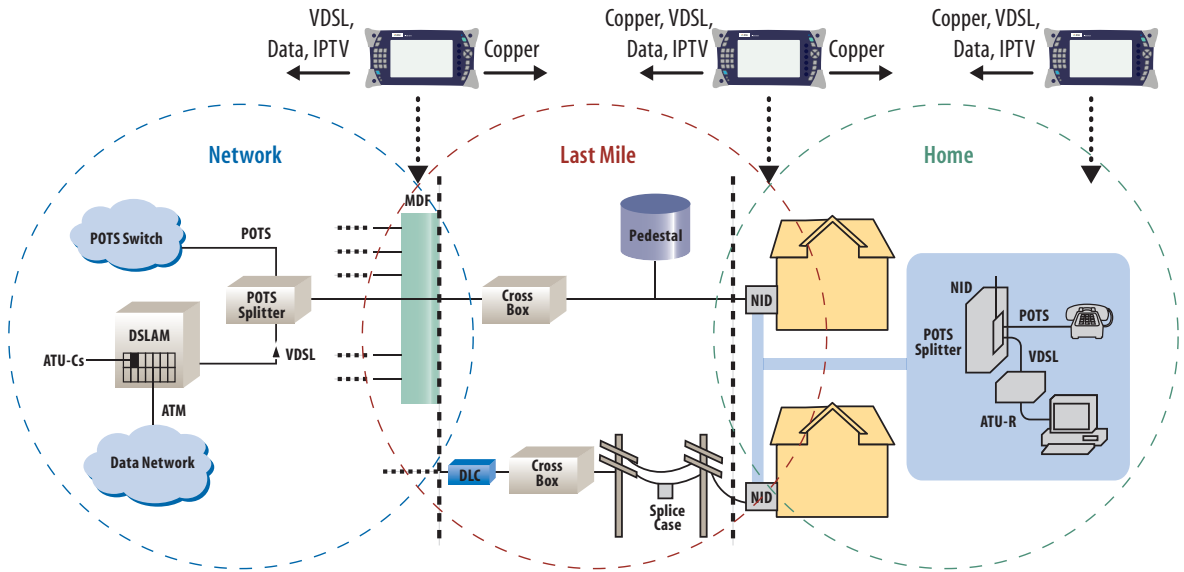 VDSL,
Data, IPTV
Copper
Copper, VDSL,
Data, IPTV
Copper
Copper, VDSL,
Data, IPTV
Network
Last Mile
Home
MDF
POTS Switch
POTS
POTS
Splitter
DSLAM
ATU-Cs
VDSL
ATM
Data Network
Cross
Box
Pedestal
NID
DLC
Cross
Box
Splice
Case
NID
NID
POTS
Splitter
POTS
VDSL
ATU-R